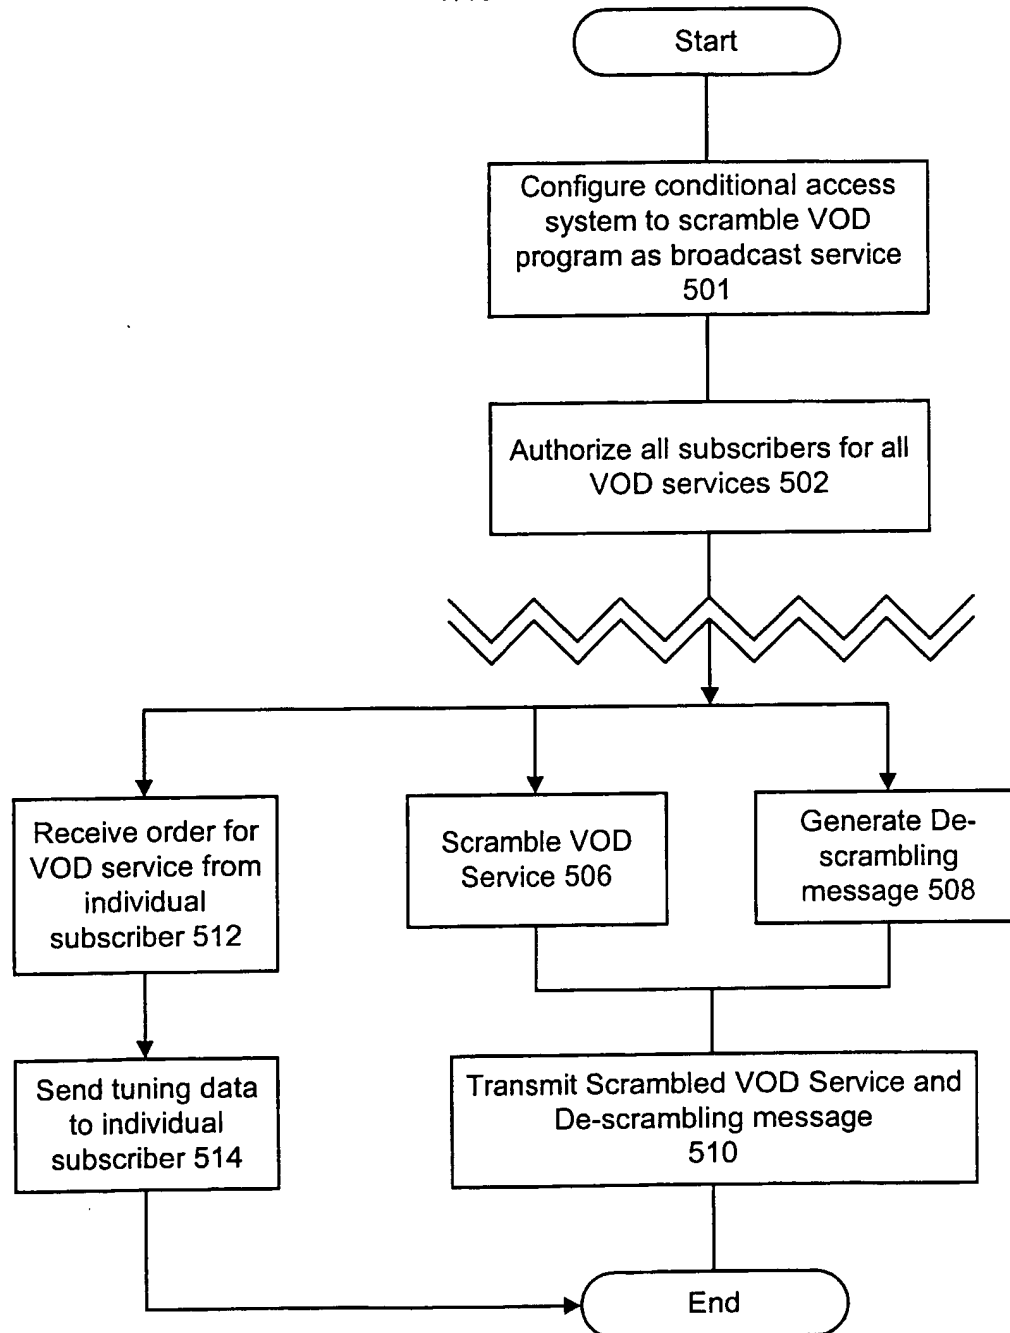 Start
Configure conditional access
system to scramble VOD
program as broadcast service
501
Authorize all subscribers for all
VOD services 502
Receive order for
VOD service from
individual
subscriber 512
Scramble VOD
Service 506
Generate De-
scrambling
message 508
Send tuning data
to individual
subscriber 514
Transmit Scrambled VOD Service and
De-scrambling message
510
End